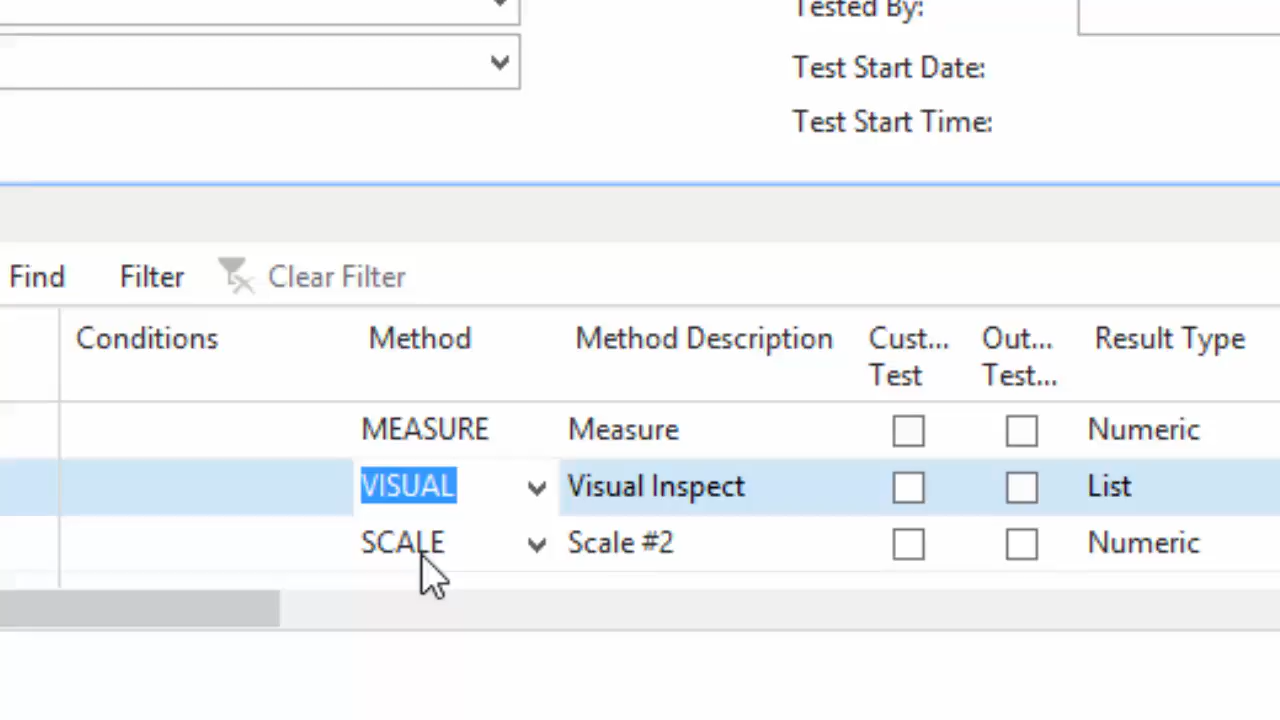 Tested By:
Test Start Date:
Test Start Time:
Find Filter Clear Filter
Conditions Method Method Description Cust... Test Out... Test... Result Type
MEASURE Measure Numeric
VISUAL Visual Inspect List
SCALE Scale #2 Numeric